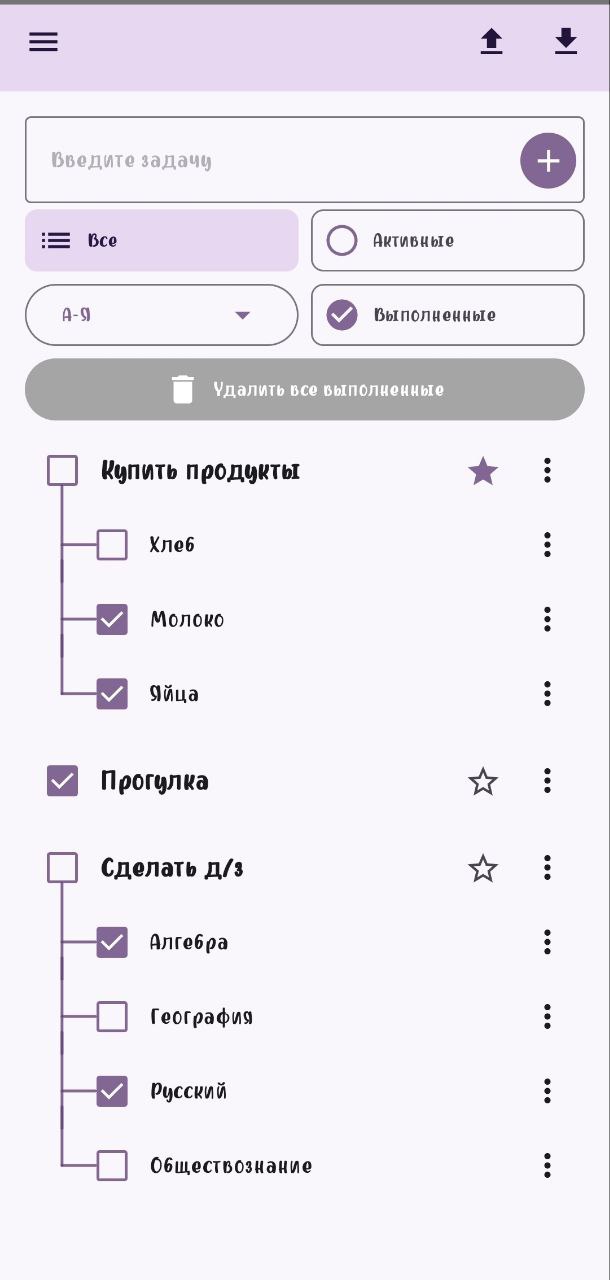 Введите задачу
Все
Активные
А-Я
Выполненные
Удалить все выполненные
Купить продукты
Хлеб
Молоко
Яйца
Прогулка
Сделать д/з
Алгебра
География
Русский
Обществознание